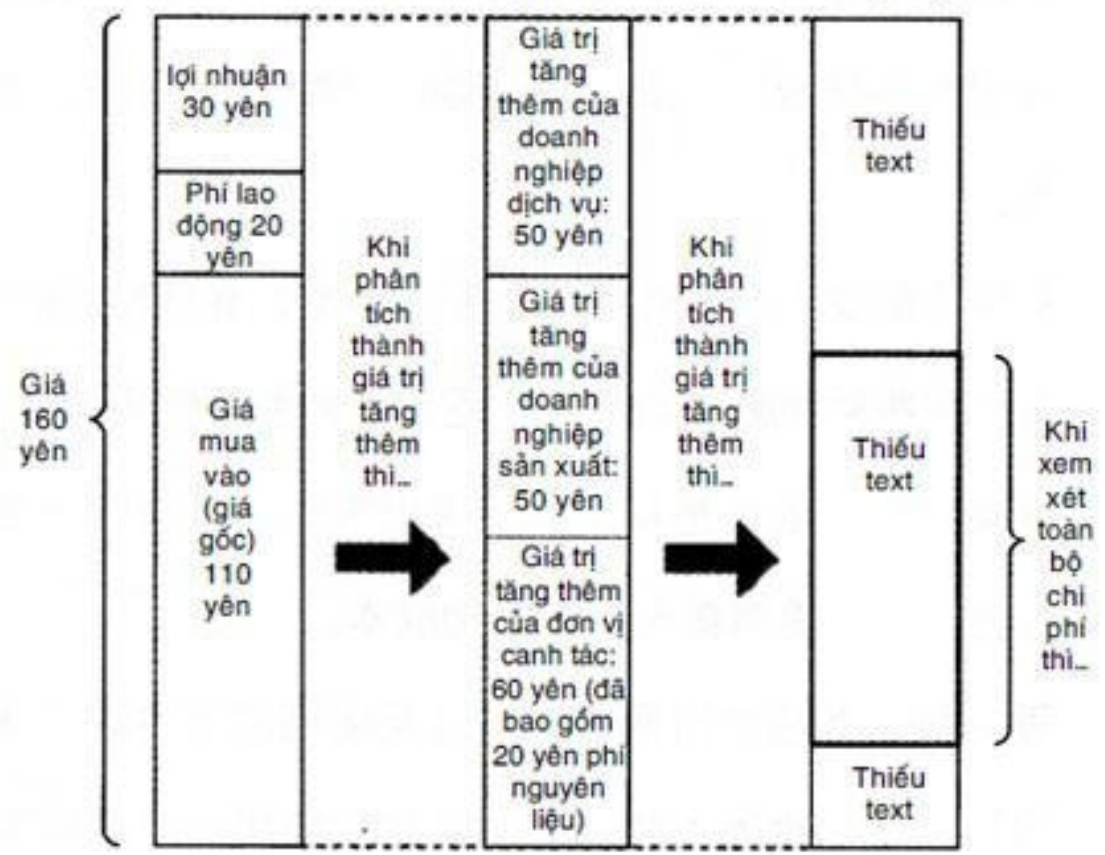 Giá
160
yên
lợi nhuận
30 yên
Phí lao
động 20
yên
Giá
mua
vào
(giá
gốc)
110
yên
Khi
phân
tích
thành
giá trị
tăng
thêm
thì...
Giá trị
tăng
thêm của
doanh
nghiệp
dịch vụ:
50 yên
Giá trị
tăng
thêm của
doanh
nghiệp
sản xuất:
50 yên
Giá trị
tăng thêm
của đơn vị
canh tác:
60 yên (đã
bao gồm
20 yên phí
nguyên
liệu)
Khi
phân
tích
thành
giá trị
tăng
thêm
thì...
Thiếu
text
Thiếu
text
Thiếu
text
Khi
xem
xét
toàn
bộ
chi
phí
thì...